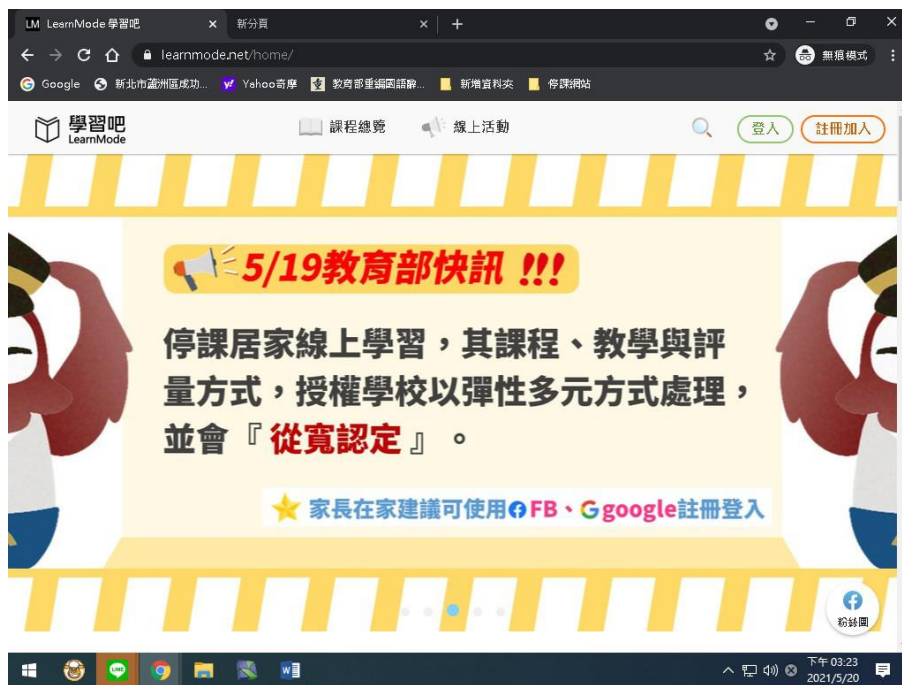 LM LearnMode 學習吧
新分頁
learnmode.net/home/
無痕模式
Google 新北市蘆洲區成功... Yahoo奇摩 教育部重編國語辭... 新增資料夾 停課網站
學習吧
LearnMode
課程總覽 線上活動 登入 註冊加入
5/19教育部快訊 !!!
停課居家線上學習,其課程、教學與評
量方式,授權學校以彈性多元方式處理,
並會『從寬認定』。
家長在家建議可使用FB、Google註冊登入
粉絲團
LINE
下午 03:23
2021/5/20